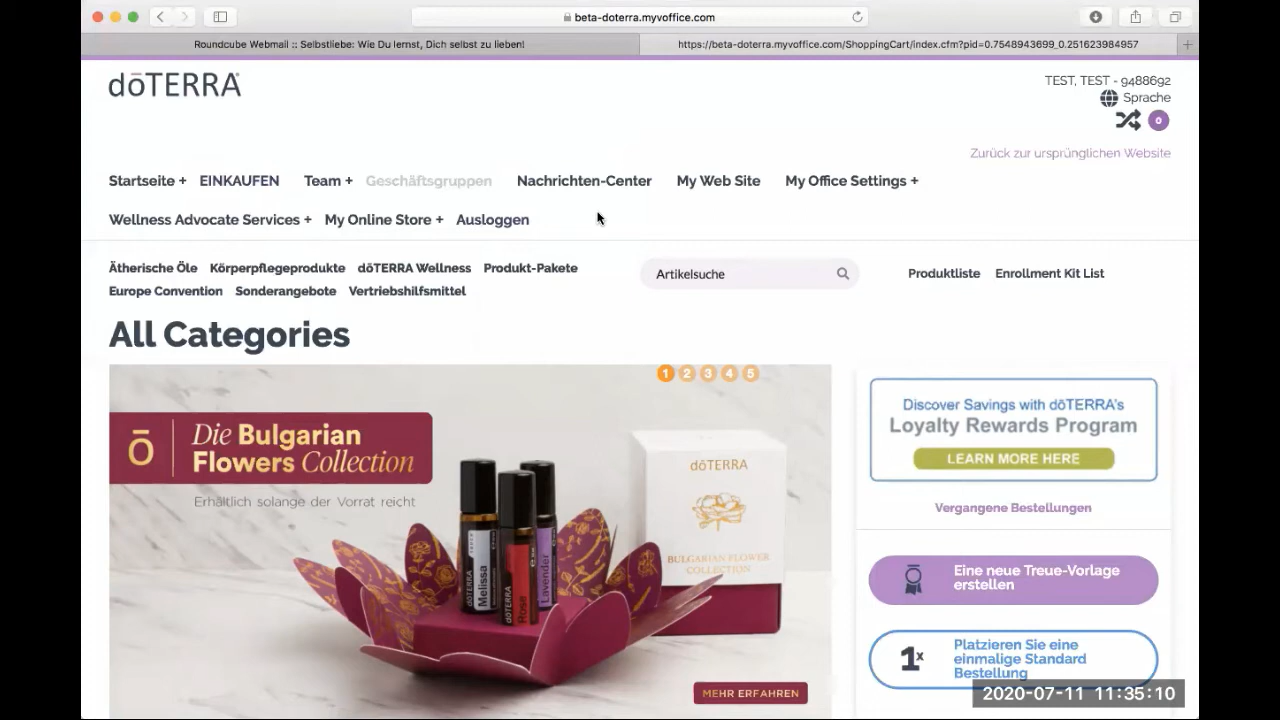 beta-doterra.myvoffice.com
Roundcube Webmail :: Selbstliebe: Wie Du lernst, Dich selbst zu lieben!
https://beta-doterra.myvoffice.com/ShoppingCart/index.cfm?pid=0.7548943699_0.251623984957
dōTERRA
TEST, TEST - 9488692
Sprache
0
Zurück zur ursprünglichen Website
Startseite + EINKAUFEN Team + Geschäftsgruppen Nachrichten-Center My Web Site My Office Settings +
Wellness Advocate Services + My Online Store + Ausloggen
Ätherische Öle Körperpflegeprodukte dōTERRA Wellness Produkt-Pakete
Europe Convention Sonderangebote Vertriebshilfsmittel
Artikelsuche
Produktliste Enrollment Kit List
All Categories
1 2 3 4 5
Die Bulgarian
Flowers Collection
Erhältlich solange der Vorrat reicht
dōTERRA
BULGARIAN FLOWER
COLLECTION
dōTERRA Melissa
dōTERRA Rose
Lavender
MEHR ERFAHREN
Discover Savings with dōTERRA's
Loyalty Rewards Program
LEARN MORE HERE
Vergangene Bestellungen
Eine neue Treue-Vorlage
erstellen
1x
Platzieren Sie eine
einmalige Standard
Bestellung
2020-07-11 11:35:10